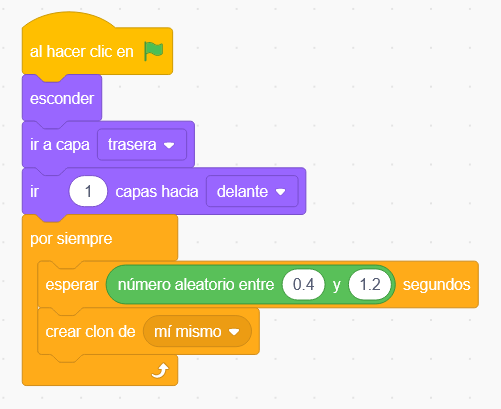 al hacer clic en
esconder
ir a capa trasera
ir 1 capas hacia delante
por siempre
esperar número aleatorio entre 0.4 y 1.2 segundos
crear clon de mí mismo